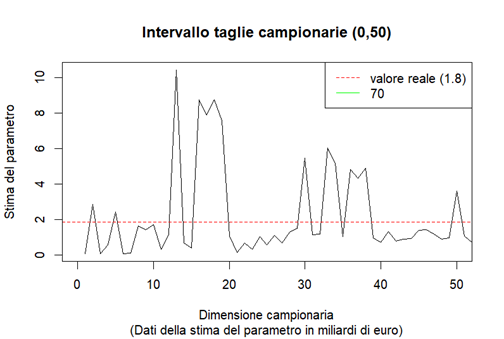 Intervallo taglie campionarie (0,50)
valore reale (1.8)
70
Stima del parametro
10
8
6
4
2
0
0 10 20 30 40 50
Dimensione campionaria
(Dati della stima del parametro in miliardi di euro)